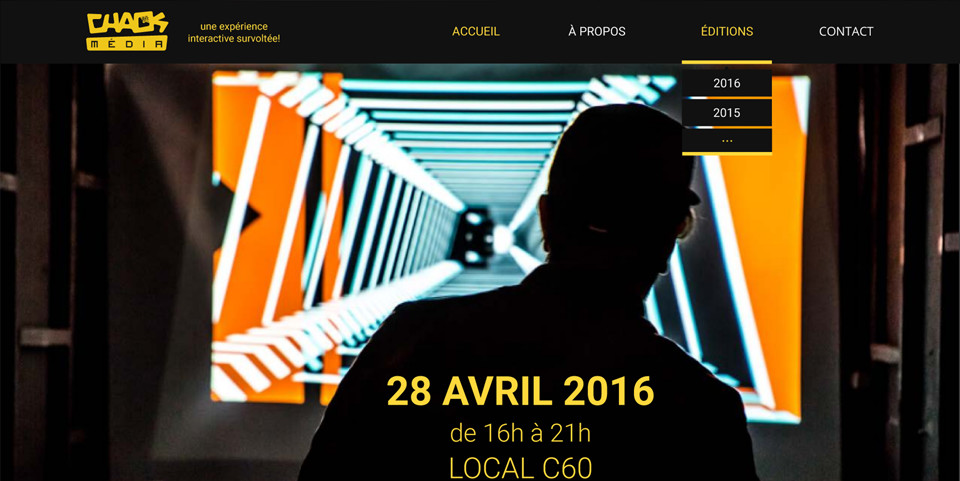 CHACK
MÉDIA
une expérience
interactive survoltée!
ACCUEIL
À PROPOS
ÉDITIONS
CONTACT
2016
2015
...
28 AVRIL 2016
de 16h à 21h
LOCAL C60